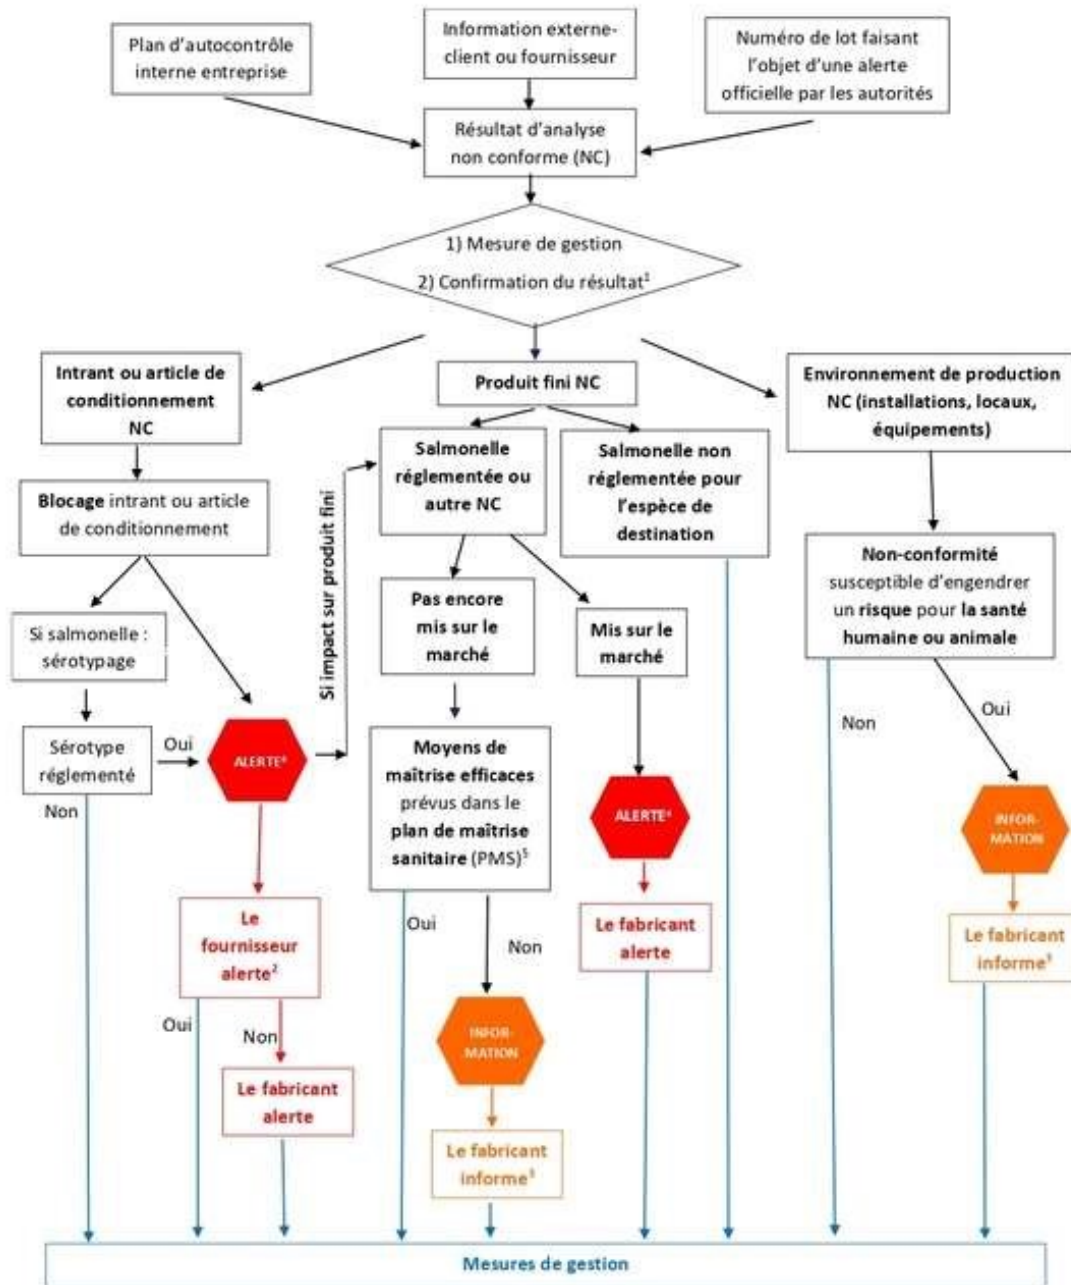 Plan d'autocontrôle
interne entreprise
Information externe-
client ou fournisseur
Numéro de lot faisant
l'objet d'une alerte
officielle par les autorités
Résultat d'analyse
non conforme (NC)
1) Mesure de gestion
2) Confirmation du résultat¹
Intrant ou article de
conditionnement
NC
Produit fini NC
Environnement de production
NC (installations, locaux,
équipements)
Blocage intrant ou article
de conditionnement
Si impact sur produit fini
Salmonelle
réglementée ou
autre NC
Salmonelle non
réglementée pour
l'espèce de
destination
Non-conformité
susceptible d'engendrer
un risque pour la santé
humaine ou animale
Si salmonelle :
sérotypage
Pas encore
mis sur le
marché
Mis sur le
marché
Non
Oui
Sérotype
réglementé
Oui
Non
ALERTE⁴
Moyens de
maîtrise efficaces
prévus dans le
plan de maîtrise
sanitaire (PMS)⁵
ALERTE⁴
INFOR-
MATION
Le
fournisseur
alerte²
Oui
Non
Le fabricant
alerte
Le fabricant
informe³
Oui
Non
INFOR-
MATION
Le fabricant
alerte
Le fabricant
informe³
Mesures de gestion